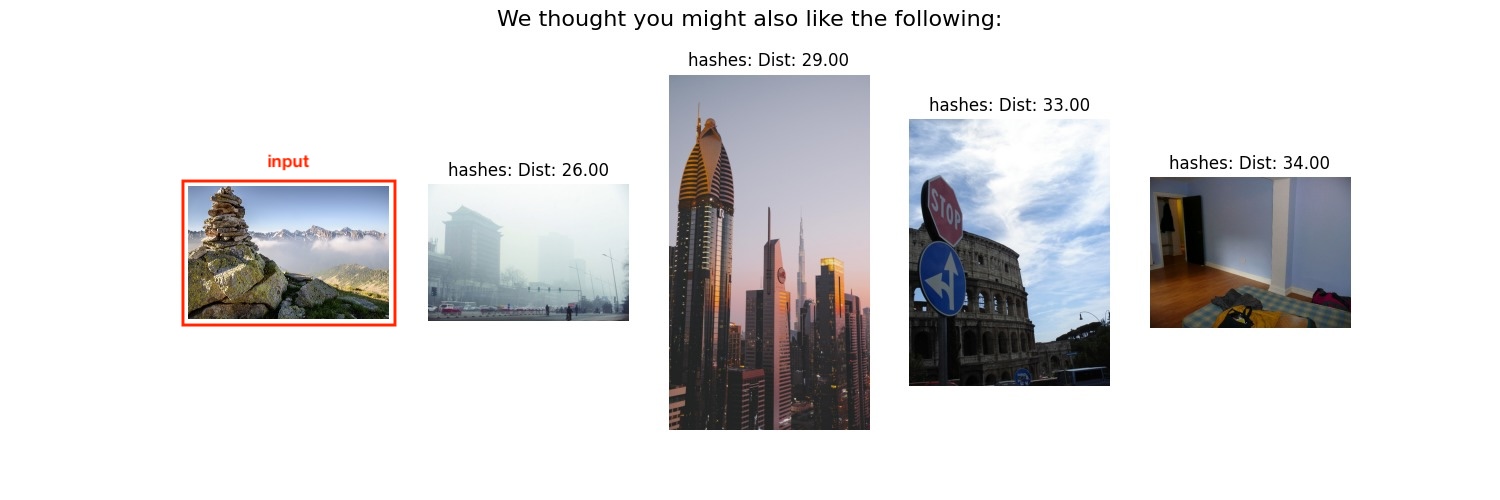 We thought you might also like the following:
input
hashes: Dist: 26.00
hashes: Dist: 29.00
hashes: Dist: 33.00
hashes: Dist: 34.00
STOP